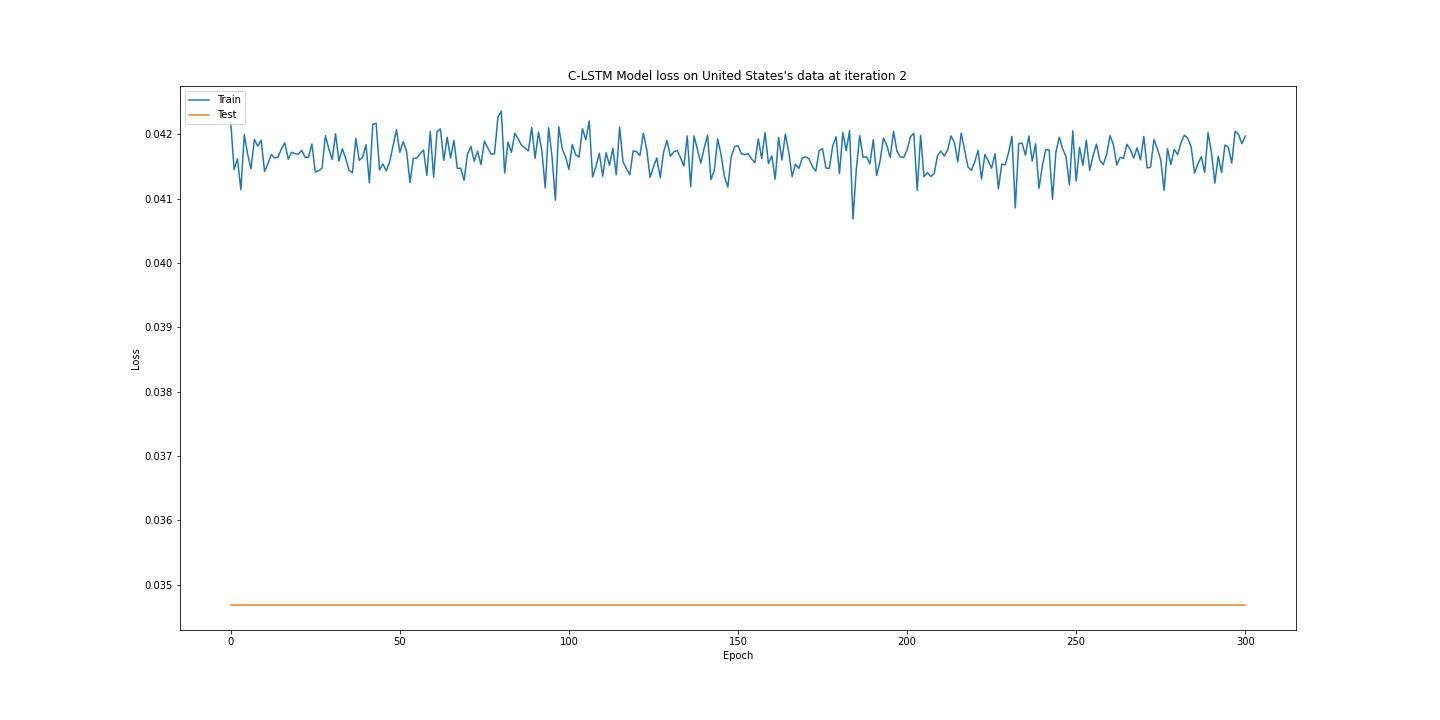 C-LSTM Model loss on United States's data at iteration 2
Train
Test
0.042
0.041
0.040
0.039
0.038
0.037
0.036
0.035
Loss
0 50 100 150 200 250 300
Epoch